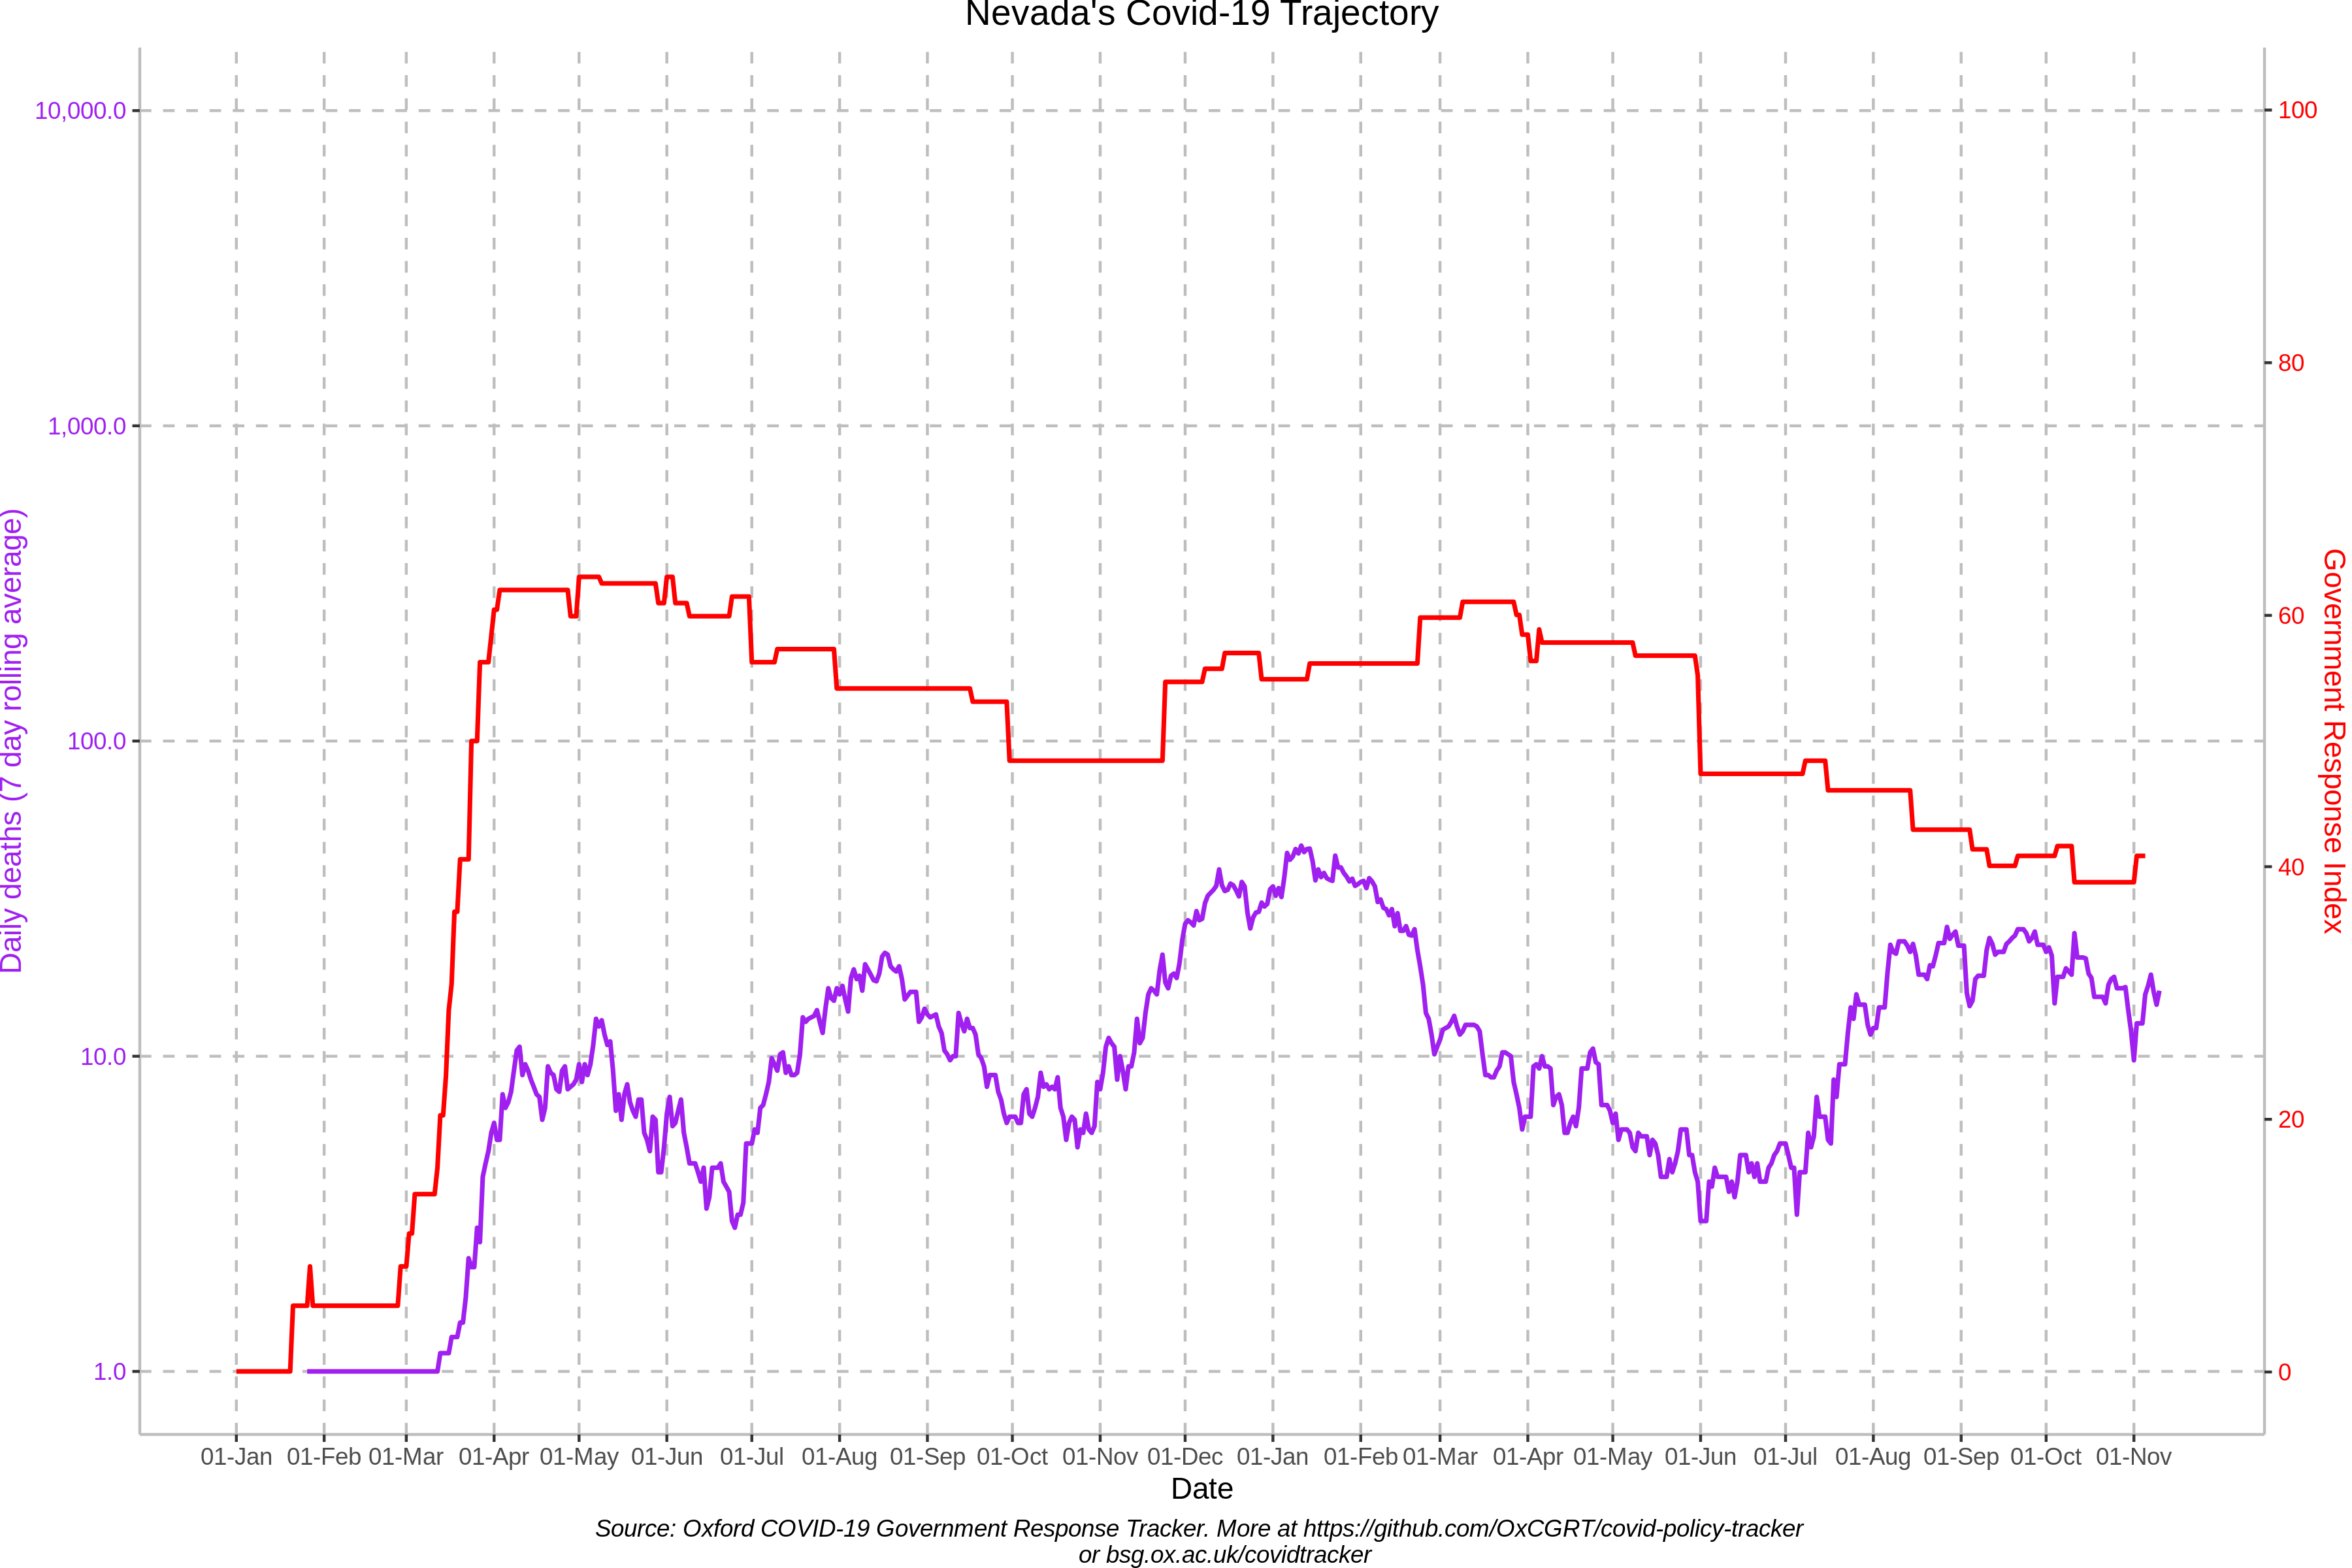 Nevada's Covid-19 Trajectory
10,000.0
1,000.0
100.0
10.0
1.0
Daily deaths (7 day rolling average)
100
80
60
40
20
0
Government Response Index
01-Jan 01-Feb 01-Mar 01-Apr 01-May 01-Jun 01-Jul 01-Aug 01-Sep 01-Oct 01-Nov 01-Dec 01-Jan 01-Feb 01-Mar 01-Apr 01-May 01-Jun 01-Jul 01-Aug 01-Sep 01-Oct 01-Nov
Date
Source: Oxford COVID-19 Government Response Tracker. More at https://github.com/OxCGRT/covid-policy-tracker
or bsg.ox.ac.uk/covidtracker